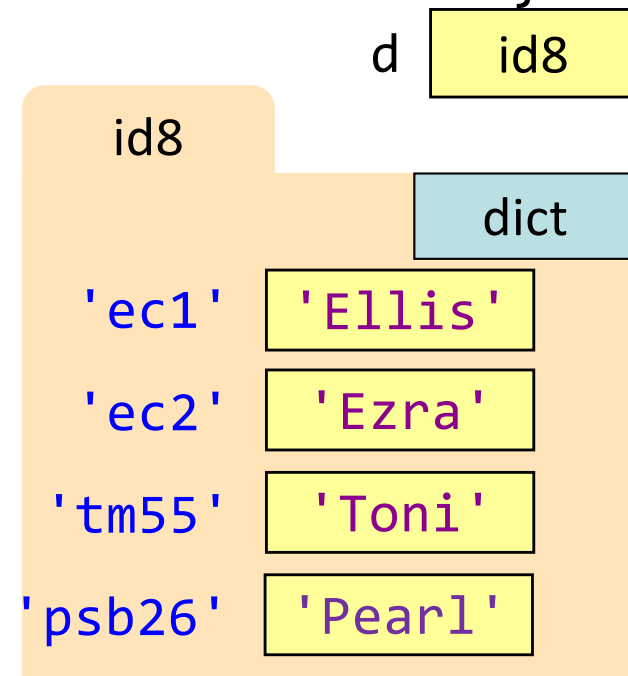 d id8
id8
dict
'ec1' 'Ellis'
'ec2' 'Ezra'
'tm55' 'Toni'
'psb26' 'Pearl'